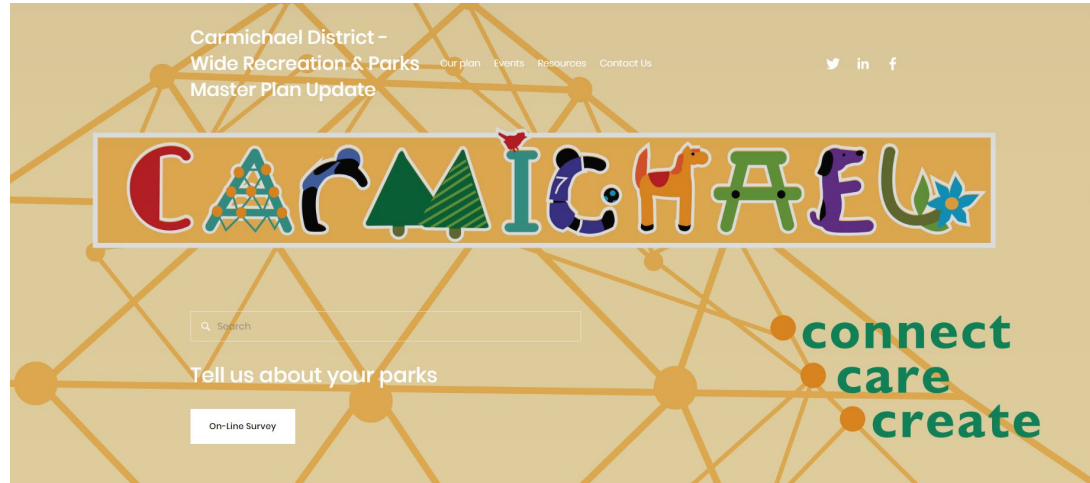 Carmichael District -
Wide Recreation & Parks
Master Plan Update
Our plan Events Resources Contact Us
CARMICHAEL
7
Search
Tell us about your parks
On-Line Survey
connect
care
create